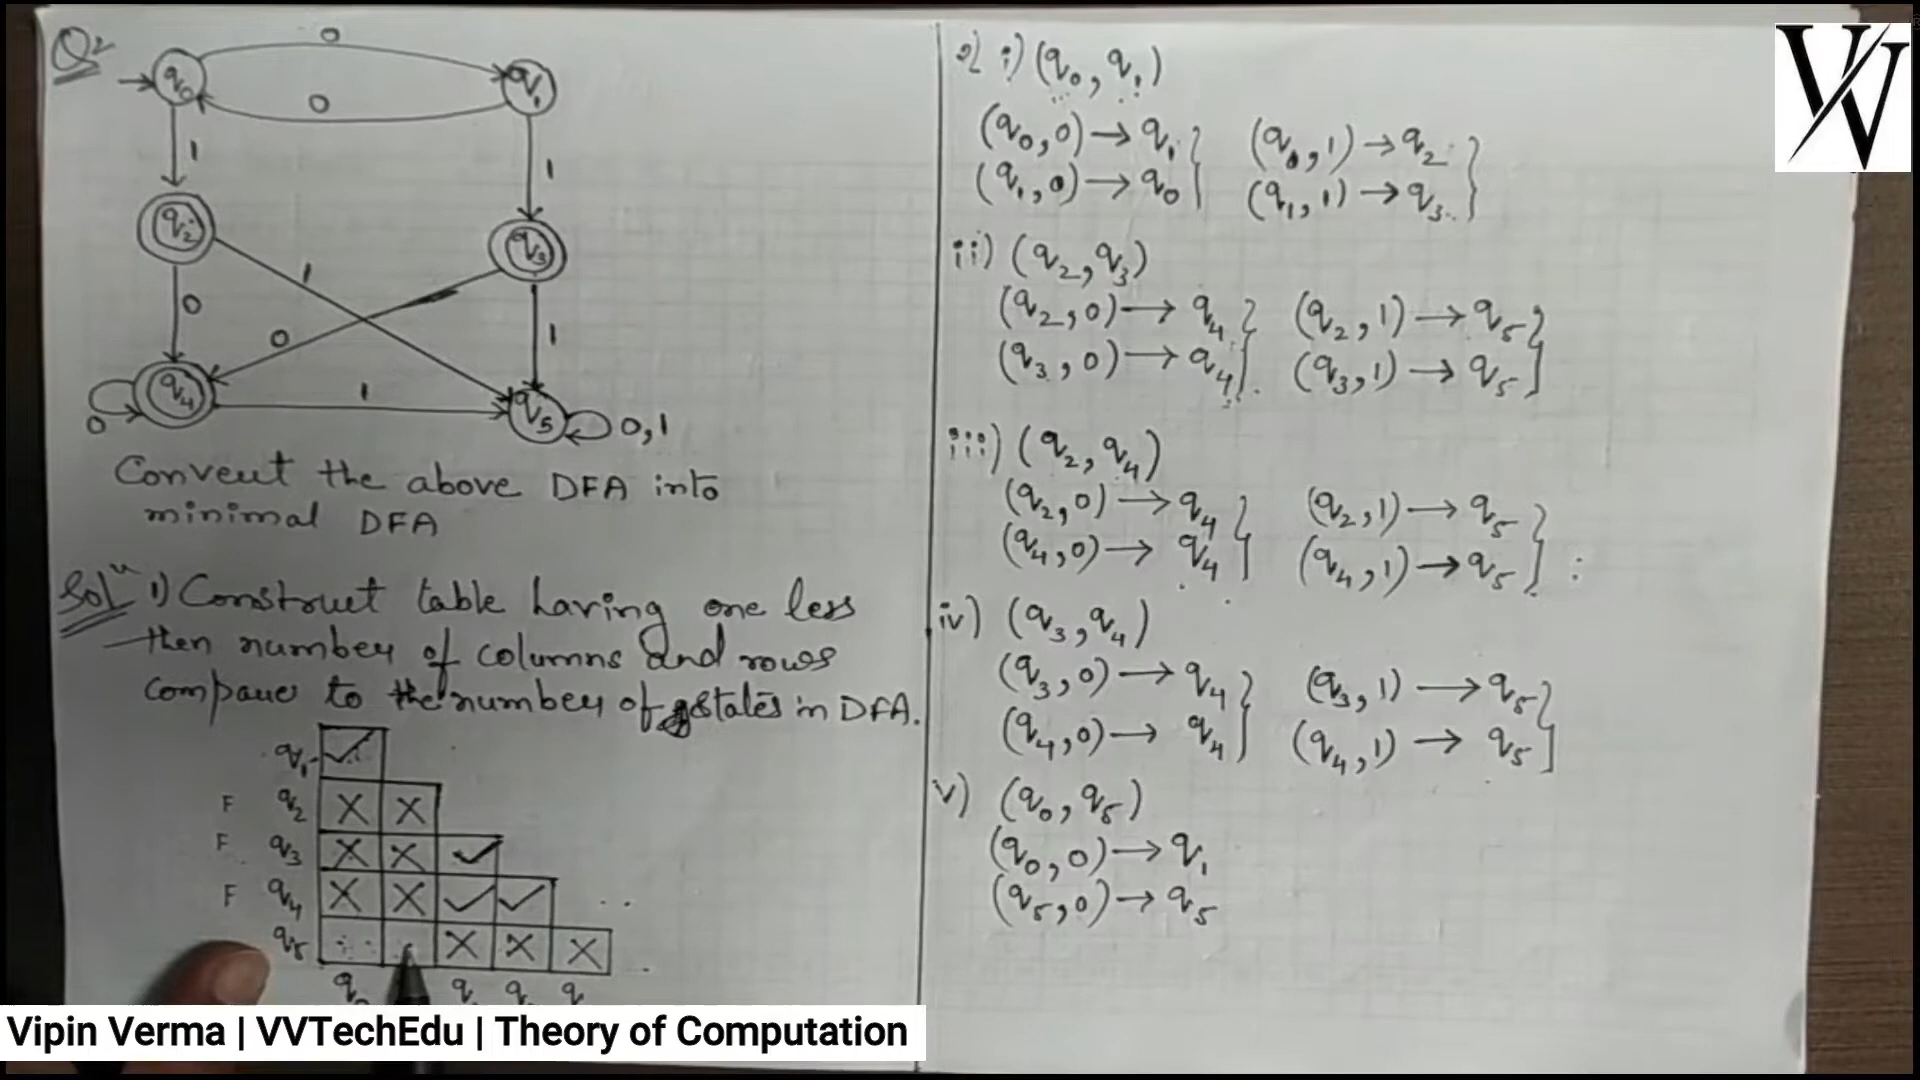 Q2
q0 0 q1
0
1 1
q2 q3
1
0 0 1
q4 1 q5
0 0,1
Convert the above DFA into
minimal DFA
Solⁿ 1) Construct table having one less
then number of columns and rows
compare to the number of states in DFA.
q1 ✓
F q2 X X
F q3 X X ✓
F q4 X X ✓ ✓
q5 X X X
q0
2) i) (q0, q1)
(q0,0)→q1 } (q0,1)→q2 }
(q1,0)→q0 } (q1,1)→q3 }
ii) (q2,q3)
(q2,0)→q4 } (q2,1)→q5 }
(q3,0)→q4 } (q3,1)→q5 }
iii) (q2,q4)
(q2,0)→q4 } (q2,1)→q5 }
(q4,0)→q4 } (q4,1)→q5 }
iv) (q3,q4)
(q3,0)→q4 } (q3,1)→q5 }
(q4,0)→q4 } (q4,1)→q5 }
v) (q0,q5)
(q0,0)→q1
(q5,0)→q5
VV
Vipin Verma | VVTechEdu | Theory of Computation